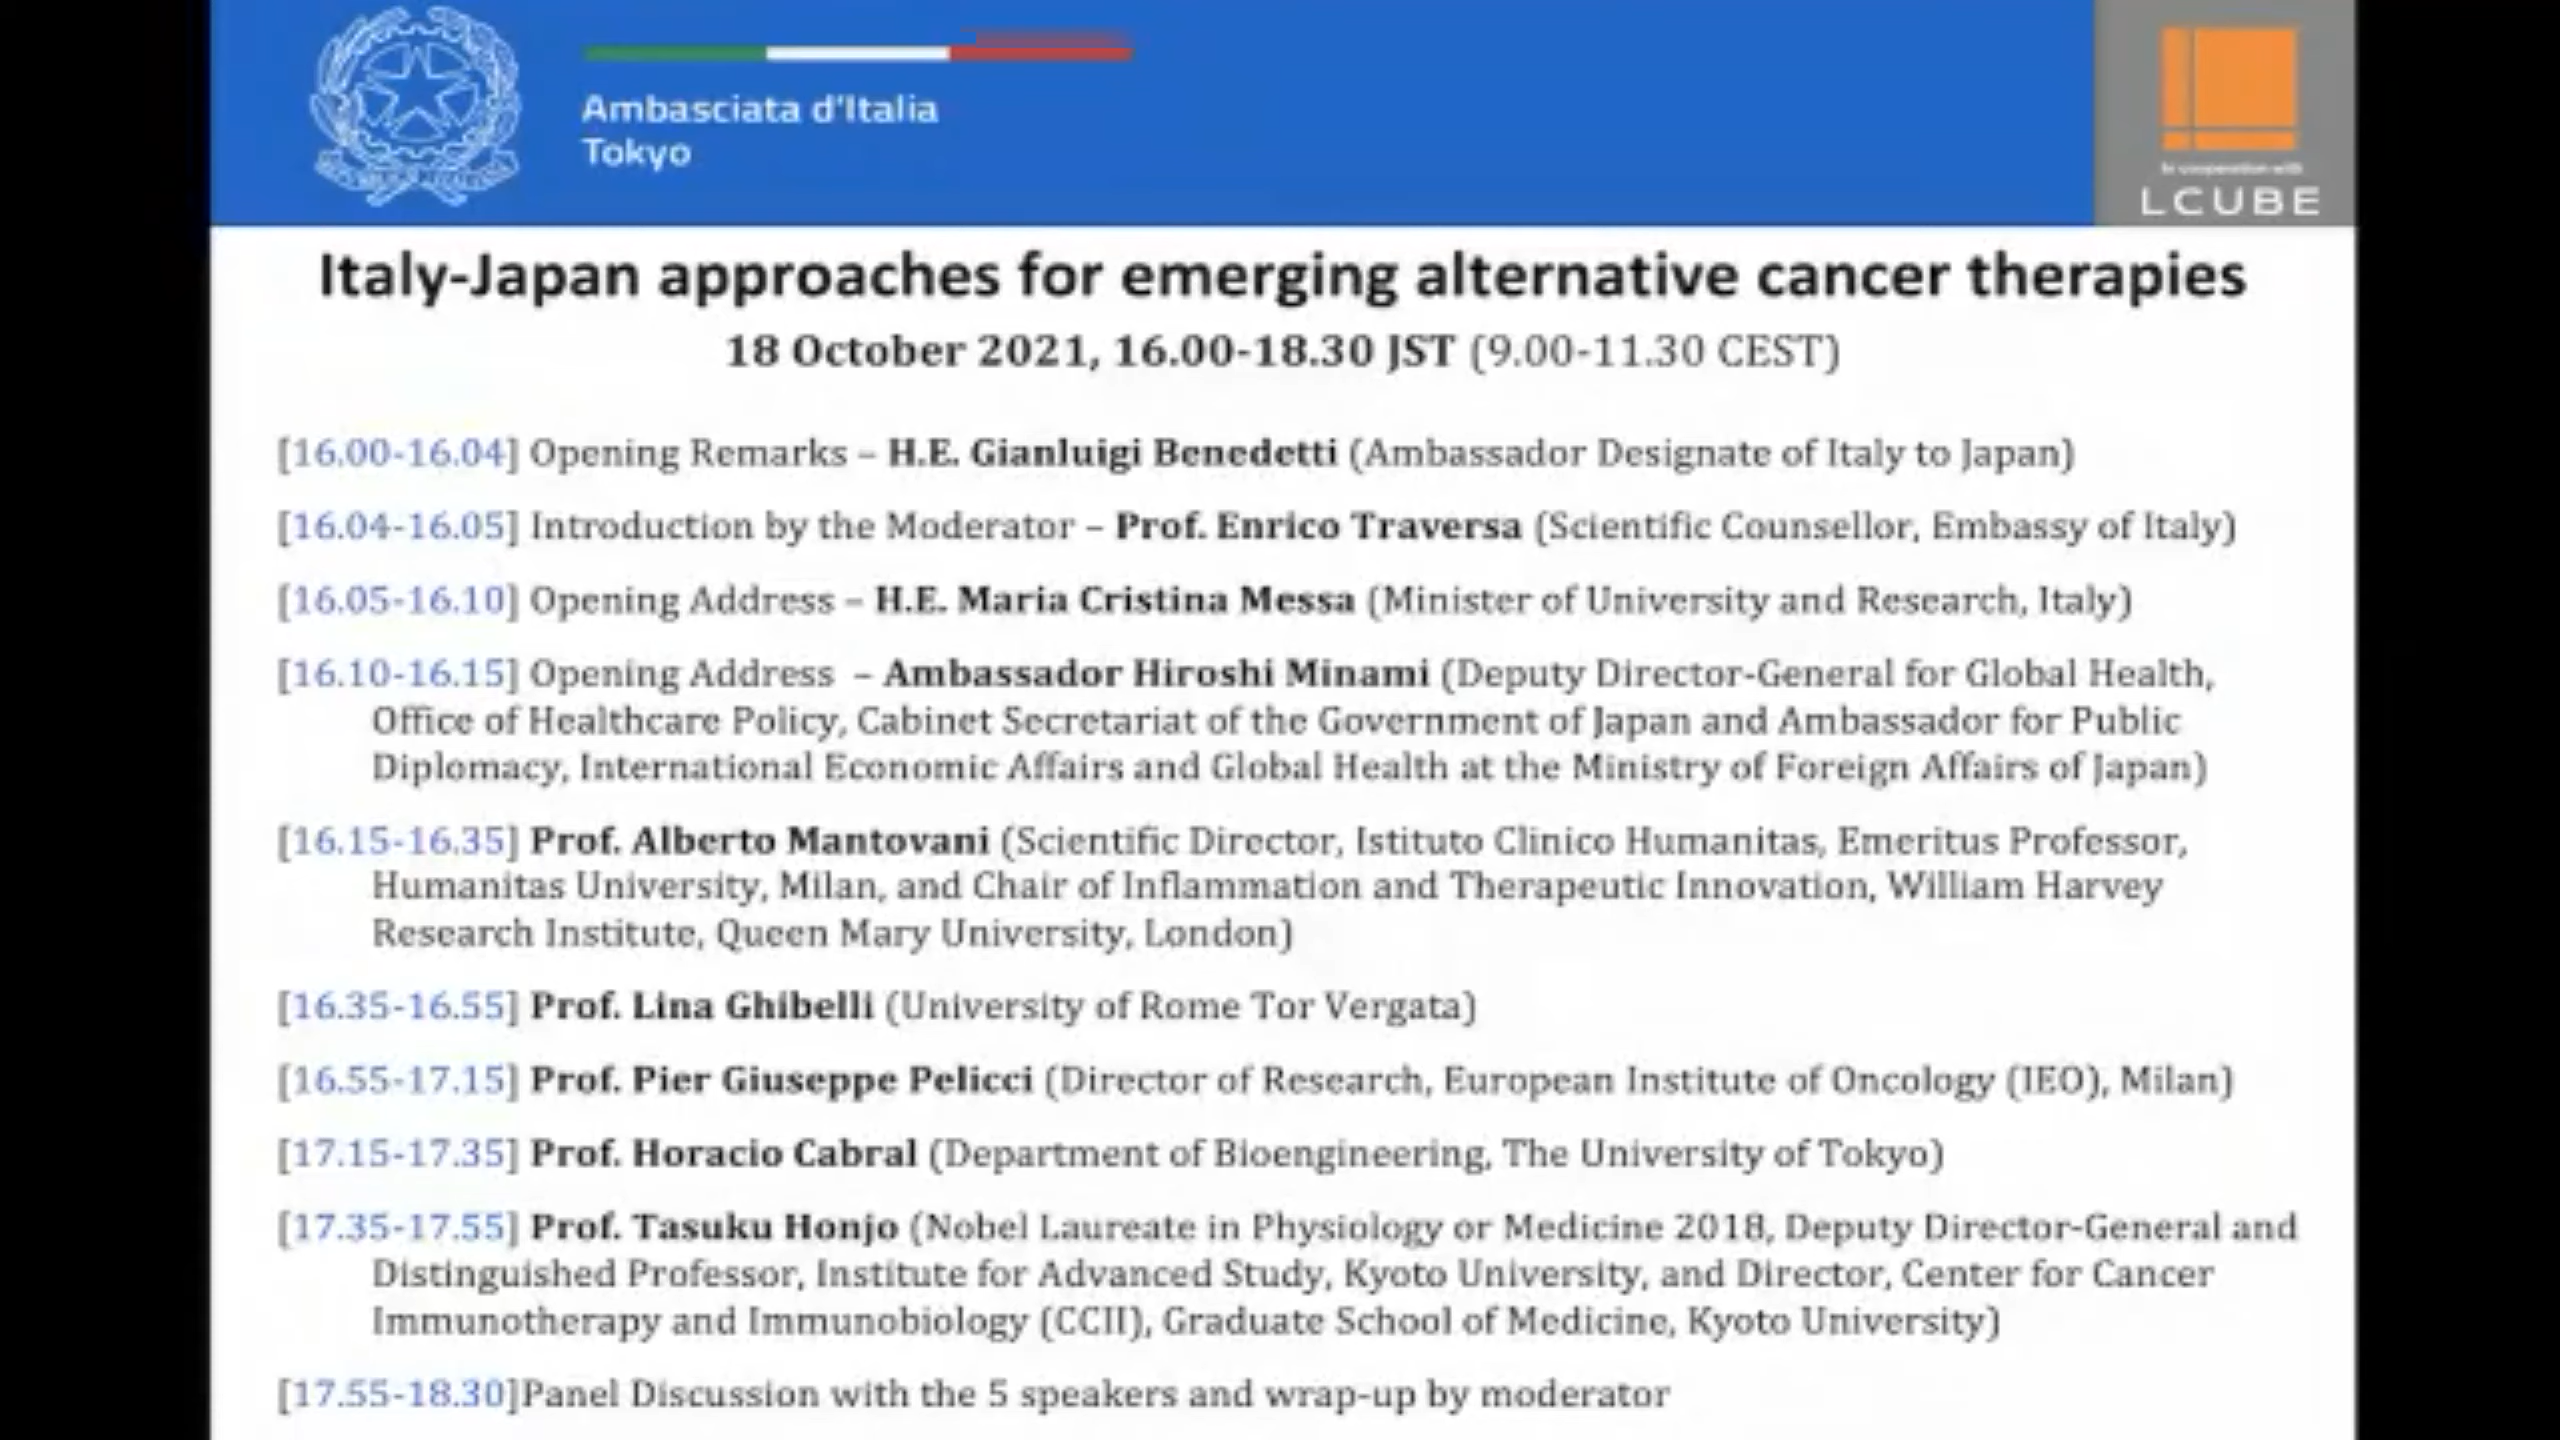 Ambasciata d'Italia
Tokyo
in cooperation with
LCUBE
Italy-Japan approaches for emerging alternative cancer therapies
18 October 2021, 16.00-18.30 JST (9.00-11.30 CEST)
[16.00-16.04] Opening Remarks – H.E. Gianluigi Benedetti (Ambassador Designate of Italy to Japan)
[16.04-16.05] Introduction by the Moderator – Prof. Enrico Traversa (Scientific Counsellor, Embassy of Italy)
[16.05-16.10] Opening Address – H.E. Maria Cristina Messa (Minister of University and Research, Italy)
[16.10-16.15] Opening Address – Ambassador Hiroshi Minami (Deputy Director-General for Global Health,
Office of Healthcare Policy, Cabinet Secretariat of the Government of Japan and Ambassador for Public
Diplomacy, International Economic Affairs and Global Health at the Ministry of Foreign Affairs of Japan)
[16.15-16.35] Prof. Alberto Mantovani (Scientific Director, Istituto Clinico Humanitas, Emeritus Professor,
Humanitas University, Milan, and Chair of Inflammation and Therapeutic Innovation, William Harvey
Research Institute, Queen Mary University, London)
[16.35-16.55] Prof. Lina Ghibelli (University of Rome Tor Vergata)
[16.55-17.15] Prof. Pier Giuseppe Pelicci (Director of Research, European Institute of Oncology (IEO), Milan)
[17.15-17.35] Prof. Horacio Cabral (Department of Bioengineering, The University of Tokyo)
[17.35-17.55] Prof. Tasuku Honjo (Nobel Laureate in Physiology or Medicine 2018, Deputy Director-General and
Distinguished Professor, Institute for Advanced Study, Kyoto University, and Director, Center for Cancer
Immunotherapy and Immunobiology (CCII), Graduate School of Medicine, Kyoto University)
[17.55-18.30]Panel Discussion with the 5 speakers and wrap-up by moderator